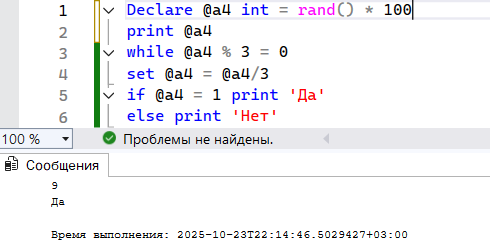 1 Declare @a4 int = rand() * 100
2 print @a4
3 while @a4 % 3 = 0
4 set @a4 = @a4/3
5 if @a4 = 1 print 'Да'
6 else print 'Нет'
100 % Проблемы не найдены.
Сообщения
9
Да
Время выполнения: 2025-10-23T22:14:46.5029427+03:00